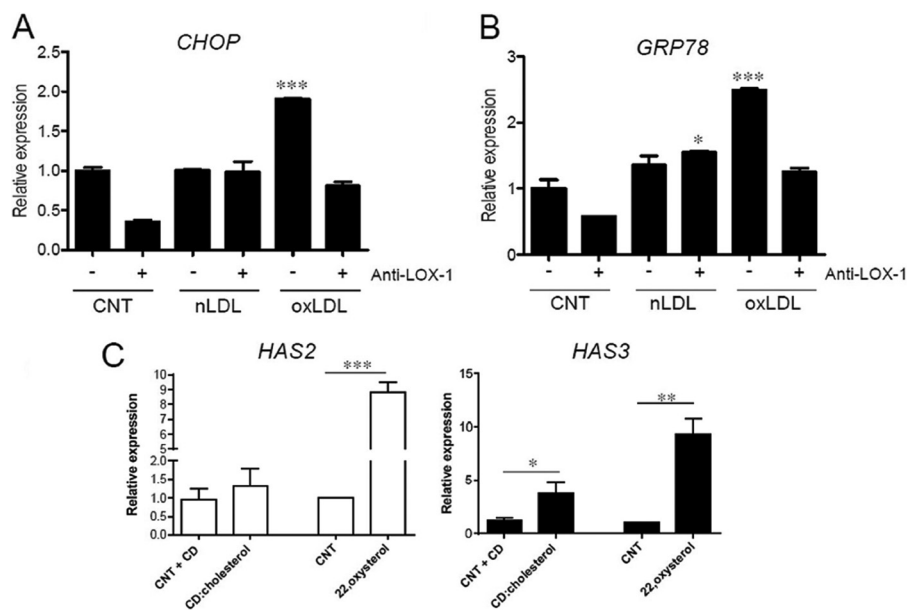 A
CHOP
Relative expression
2.5
2.0
1.5
1.0
0.5
0.0
***
- + - + - + Anti-LOX-1
CNT nLDL oxLDL
B
GRP78
Relative expression
3
2
1
0
*
***
- + - + - + Anti-LOX-1
CNT nLDL oxLDL
C
HAS2
Relative expression
10
9
8
7
6
5
2.0
1.5
1.0
0.5
0.0
***
CNT + CD
CD:cholesterol
CNT
22,oxysterol
HAS3
Relative expression
15
10
5
0
*
**
CNT + CD
CD:cholesterol
CNT
22,oxysterol